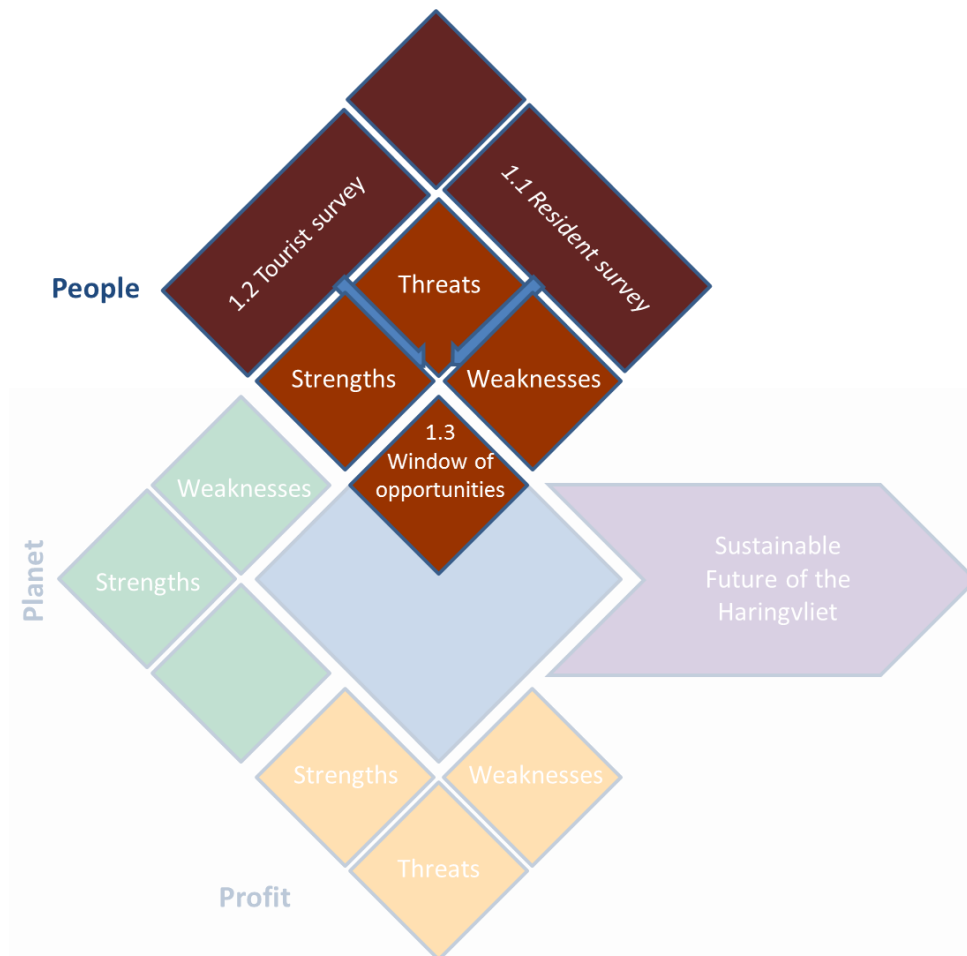 1.2 Tourist survey
1.1 Resident survey
People
Threats
Strengths
Weaknesses
1.3
Window of
opportunities
Planet
Weaknesses
Strengths
Sustainable
Future of the
Haringvliet
Strengths
Weaknesses
Threats
Profit